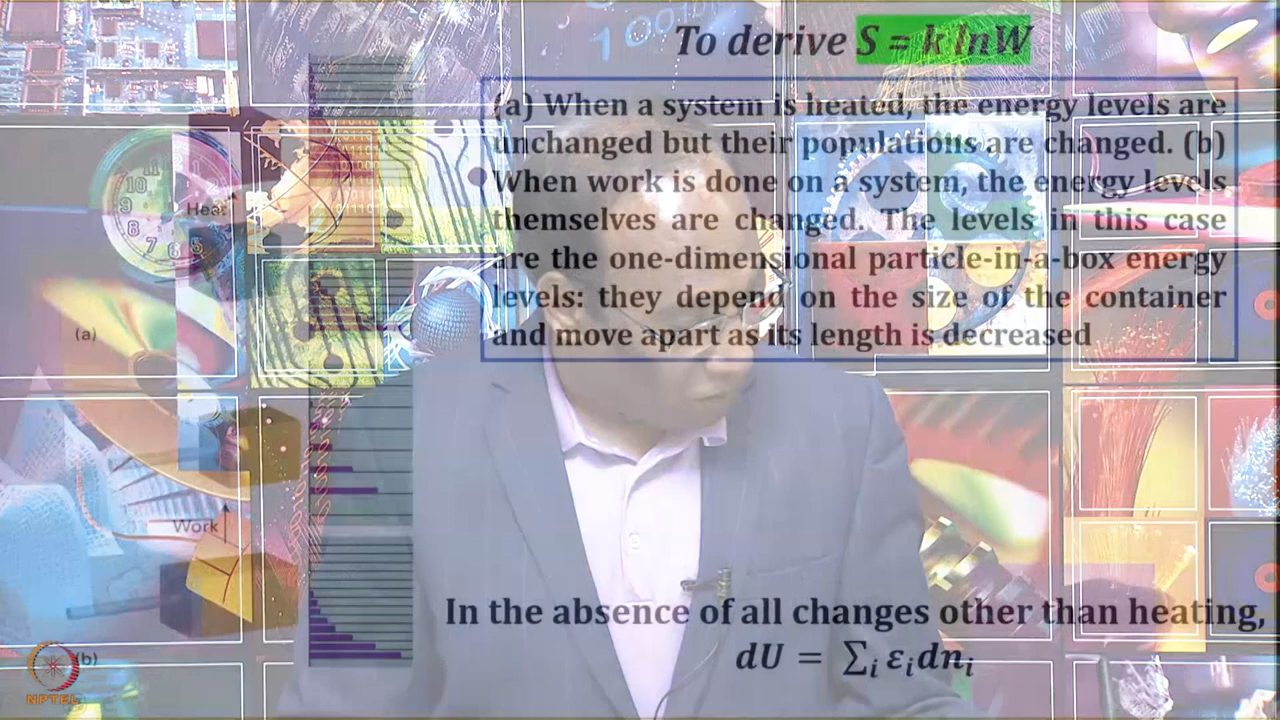 To derive S = k lnW
(a) When a system is heated, the energy levels are
unchanged but their populations are changed. (b)
When work is done on a system, the energy levels
themselves are changed. The levels in this case
are the one-dimensional particle-in-a-box energy
levels: they depend on the size of the container
and move apart as its length is decreased
Heat
(a)
Work
In the absence of all changes other than heating,
dU = ∑ᵢ εᵢdnᵢ
(b)
NPTEL